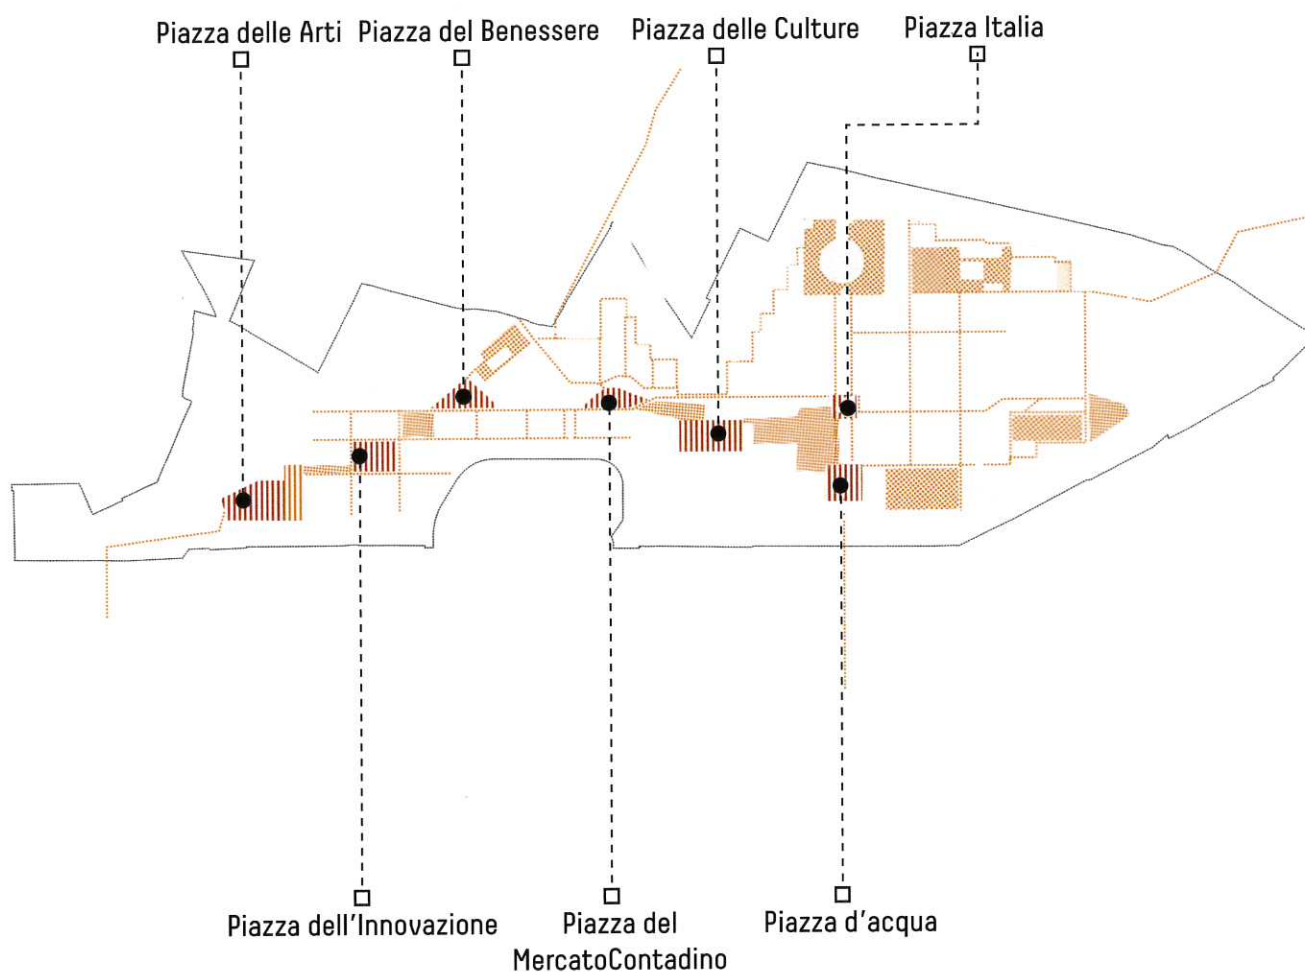 Piazza delle Arti
Piazza del Benessere
Piazza delle Culture
Piazza Italia
Piazza dell'Innovazione
Piazza del
MercatoContadino
Piazza d'acqua